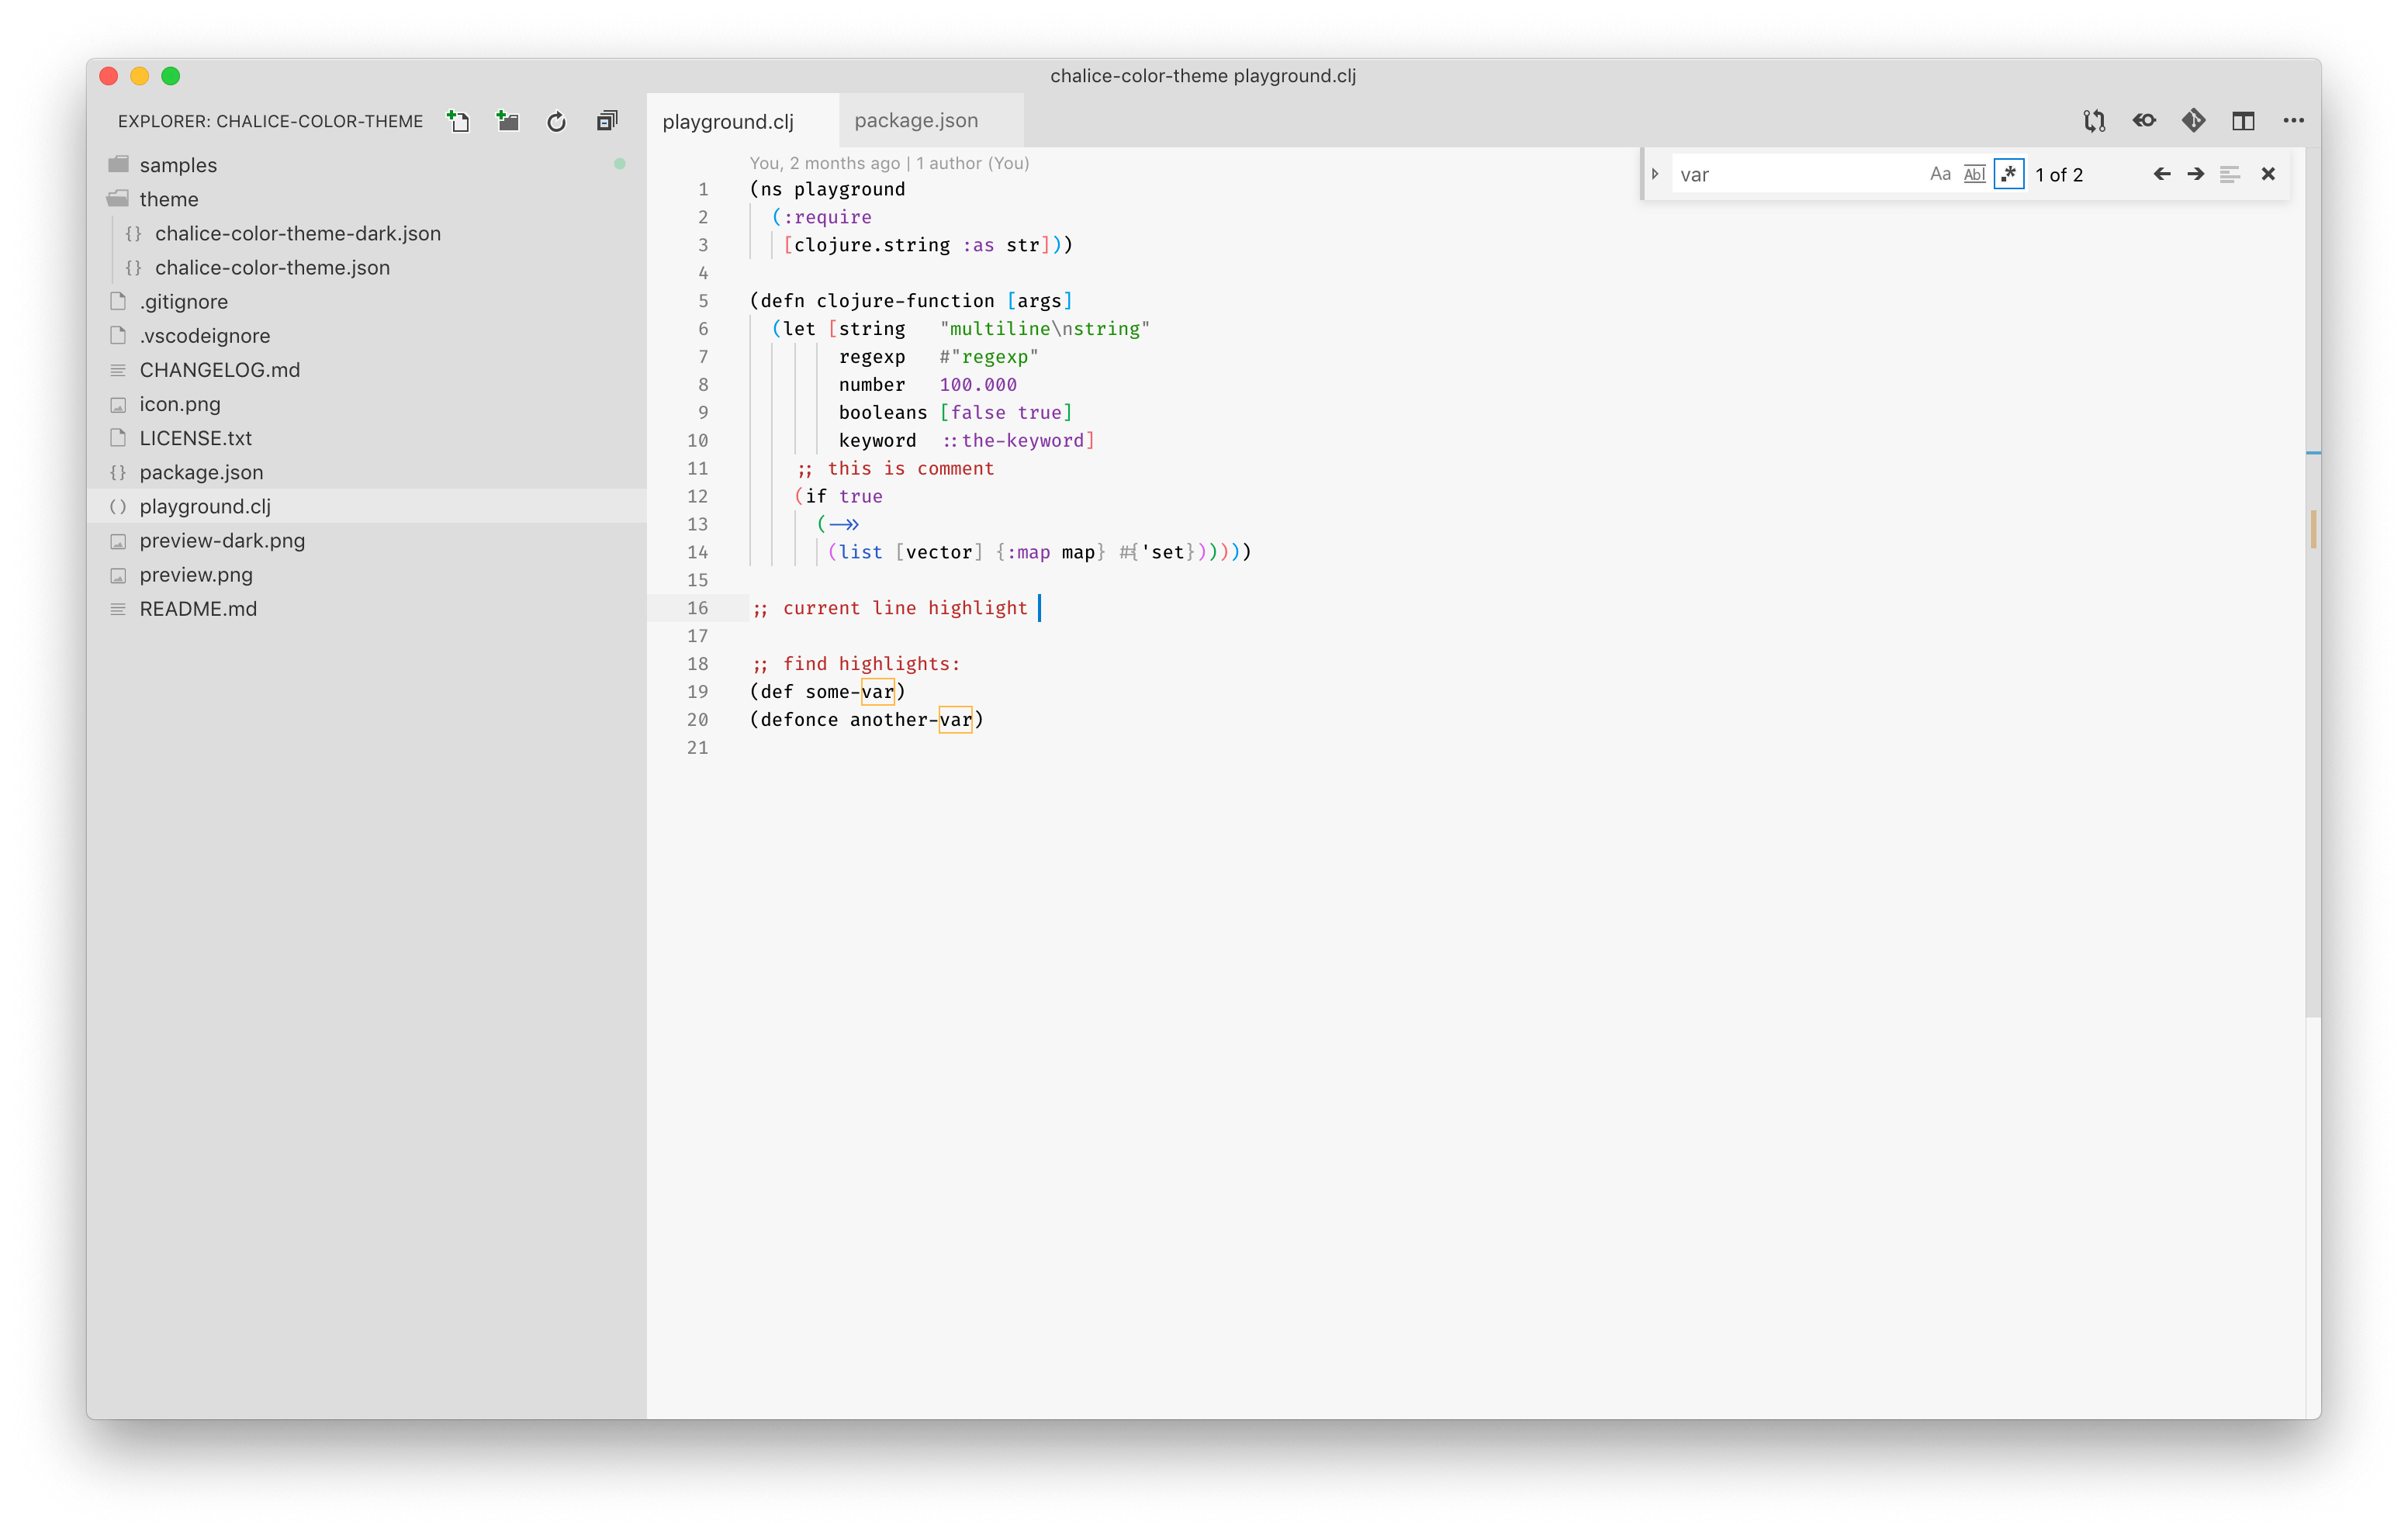 chalice-color-theme playground.clj
EXPLORER: CHALICE-COLOR-THEME
samples
theme
{} chalice-color-theme-dark.json
{} chalice-color-theme.json
.gitignore
.vscodeignore
CHANGELOG.md
icon.png
LICENSE.txt
{} package.json
() playground.clj
preview-dark.png
preview.png
README.md
playground.clj package.json
var Aa Abl .* 1 of 2
You, 2 months ago | 1 author (You)
1 (ns playground
2 (:require
3 [clojure.string :as str]))
4
5 (defn clojure-function [args]
6 (let [string "multiline\nstring"
7 regexp #"regexp"
8 number 100.000
9 booleans [false true]
10 keyword ::the-keyword]
11 ;; this is comment
12 (if true
13 (->>
14 (list [vector] {:map map} #{'set})))))
15
16 ;; current line highlight
17
18 ;; find highlights:
19 (def some-var)
20 (defonce another-var)
21